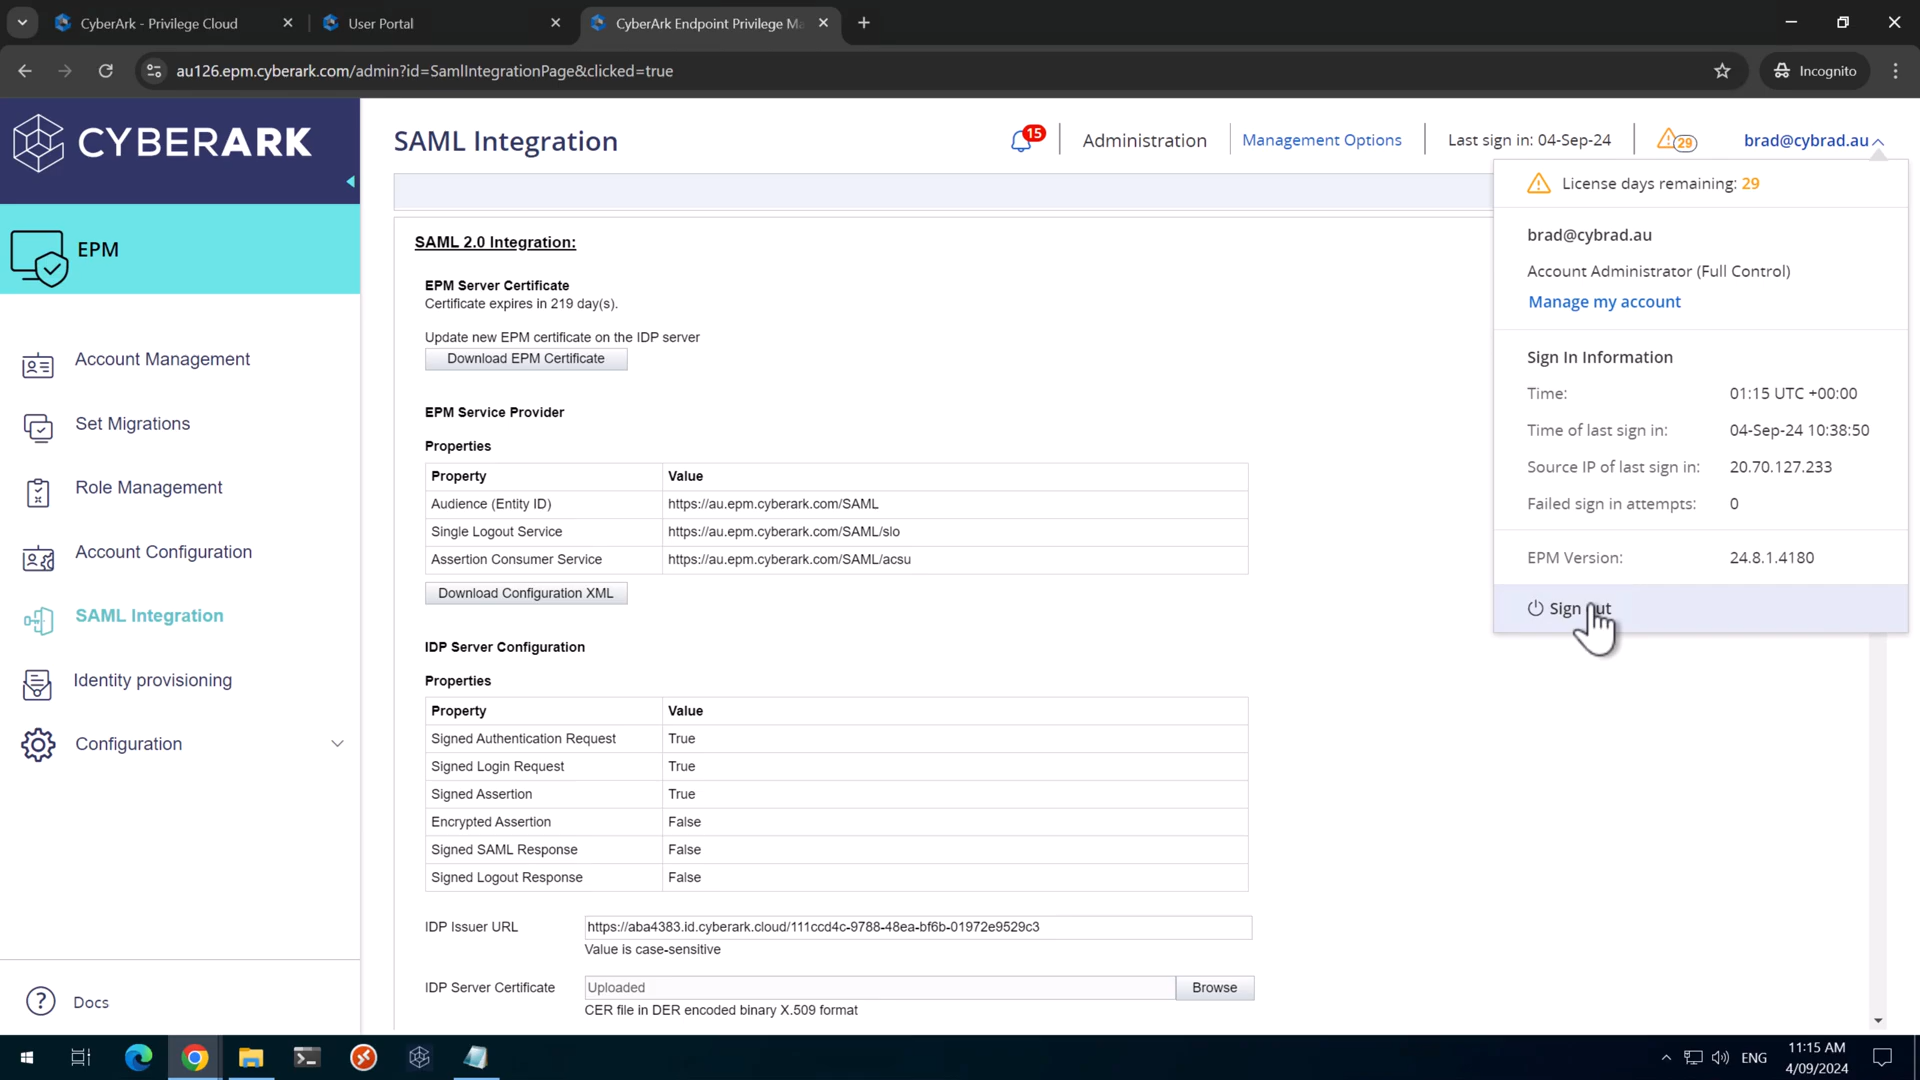 CyberArk - Privilege Cloud
User Portal
CyberArk Endpoint Privilege Ma
au126.epm.cyberark.com/admin?id=SamlIntegrationPage&clicked=true
Incognito
CYBERARK
SAML Integration
15
Administration
Management Options
Last sign in: 04-Sep-24
29
brad@cybrad.au
EPM
Account Management
Set Migrations
Role Management
Account Configuration
SAML Integration
Identity provisioning
Configuration
Docs
SAML 2.0 Integration:
EPM Server Certificate
Certificate expires in 219 day(s).
Update new EPM certificate on the IDP server
Download EPM Certificate
EPM Service Provider
Properties
Property Value
Audience (Entity ID) https://au.epm.cyberark.com/SAML
Single Logout Service https://au.epm.cyberark.com/SAML/slo
Assertion Consumer Service https://au.epm.cyberark.com/SAML/acsu
Download Configuration XML
IDP Server Configuration
Properties
Property Value
Signed Authentication Request True
Signed Login Request True
Signed Assertion True
Encrypted Assertion False
Signed SAML Response False
Signed Logout Response False
IDP Issuer URL https://aba4383.id.cyberark.cloud/111ccd4c-9788-48ea-bf6b-01972e9529c3
Value is case-sensitive
IDP Server Certificate Uploaded Browse
CER file in DER encoded binary X.509 format
License days remaining: 29
brad@cybrad.au
Account Administrator (Full Control)
Manage my account
Sign In Information
Time: 01:15 UTC +00:00
Time of last sign in: 04-Sep-24 10:38:50
Source IP of last sign in: 20.70.127.233
Failed sign in attempts: 0
EPM Version: 24.8.1.4180
Sign Out
ENG
11:15 AM
4/09/2024